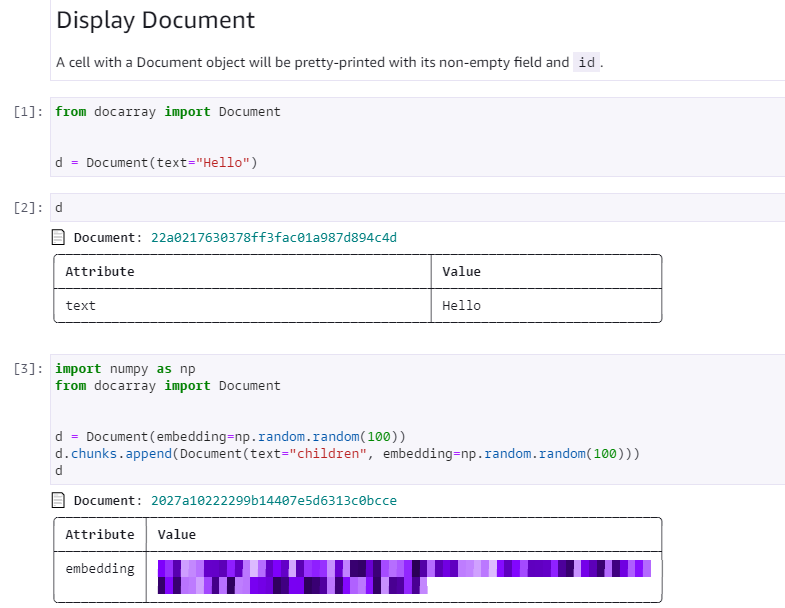 Display Document
A cell with a Document object will be pretty-printed with its non-empty field and id.
[1]: from docarray import Document
d = Document(text="Hello")
[2]: d
Document: 22a0217630378ff3fac01a987d894c4d
Attribute Value
text Hello
[3]: import numpy as np
from docarray import Document
d = Document(embedding=np.random.random(100))
d.chunks.append(Document(text="children", embedding=np.random.random(100)))
d
Document: 2027a10222299b14407e5d6313c0bcce
Attribute Value
embedding